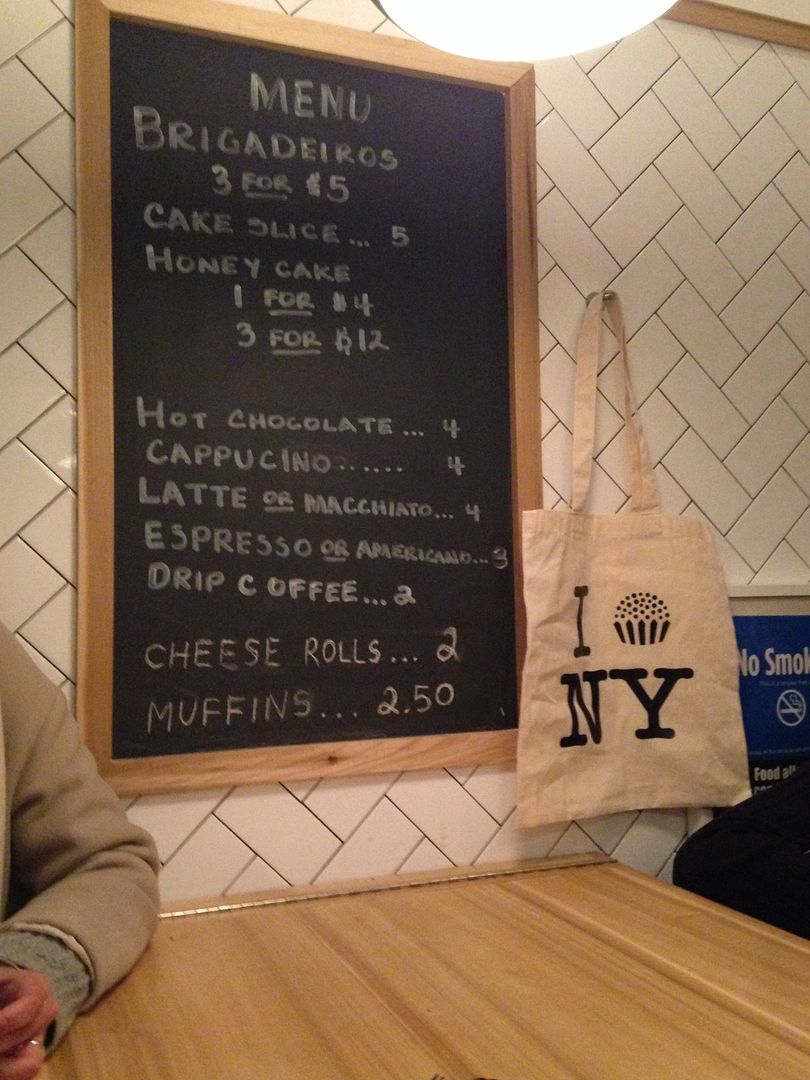 MENU
BRIGADEIROS
3 FOR $5
CAKE SLICE... 5
HONEY CAKE
1 FOR $4
3 FOR $12
HOT CHOCOLATE... 4
CAPPUCINO...... 4
LATTE OR MACCHIATO... 4
ESPRESSO OR AMERICANO...3
DRIP COFFEE...2
CHEESE ROLLS... 2
MUFFINS... 2.50
I
NY
No Smok
Food all